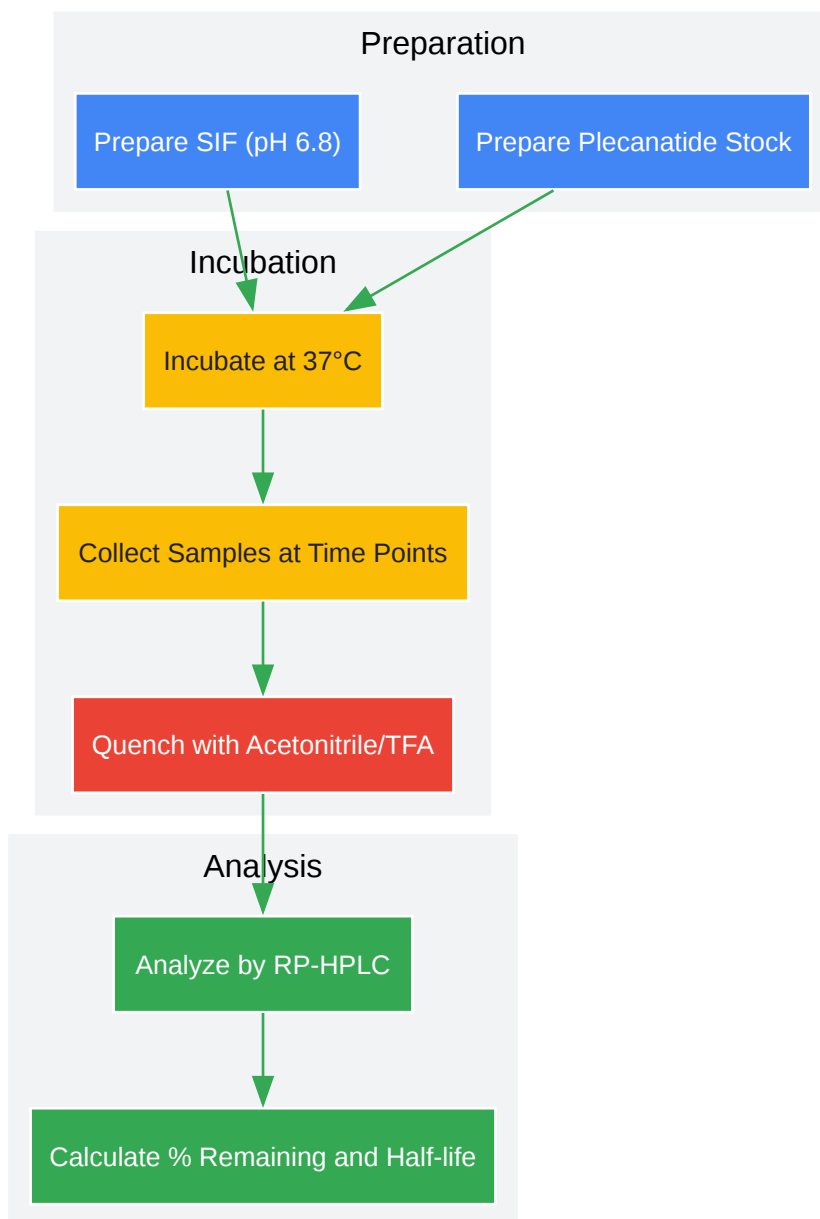 Preparation
Prepare SIF (pH 6.8)
Prepare Plecanatide Stock
Incubation
Incubate at 37°C
Collect Samples at Time Points
Quench with Acetonitrile/TFA
Analysis
Analyze by RP-HPLC
Calculate % Remaining and Half-life